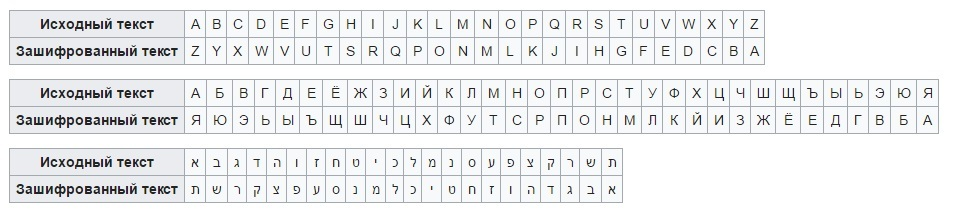 Исходный текст A B C D E F G H I J K L M N O P Q R S T U V W X Y Z
Зашифрованный текст Z Y X W V U T S R Q P O N M L K J I H G F E D C B A
Исходный текст А Б В Г Д Е Ё Ж З И Й К Л М Н О П Р С Т У Ф Х Ц Ч Ш Щ Ъ Ы Ь Э Ю Я
Зашифрованный текст Я Ю Э Ь Ы Ъ Щ Ш Ч Ц Х Ф У Т С Р П О Н М Л К Й И З Ж Ё Е Д Г В Б А
Исходный текст א ב ג ד ה ו ז ח ט י כ ל מ נ ס ע פ צ ק ר ש ת
Зашифрованный текст ת ש ר ק צ פ ע ס נ מ ל כ י ט ח ז ו ה ד ג ב א